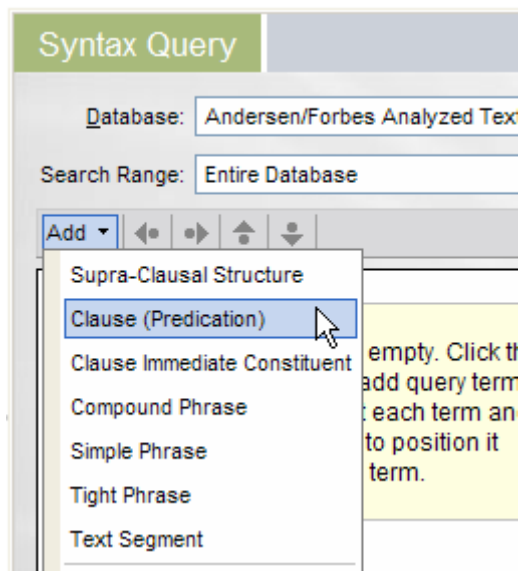 Syntax Query
Database: Andersen/Forbes Analyzed Text
Search Range: Entire Database
Add
Supra-Clausal Structure
Clause (Predication)
Clause Immediate Constituent
empty. Click th
add query term
Compound Phrase
t each term an
Simple Phrase
to position it
term.
Tight Phrase
Text Segment